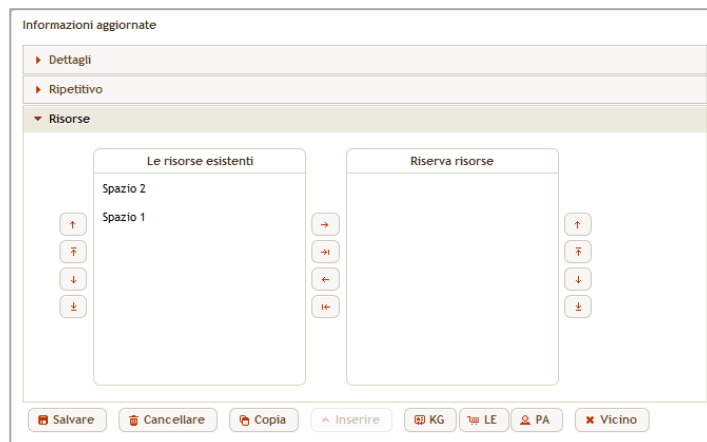 Informazioni aggiornate
Dettagli
Ripetitivo
Risorse
Le risorse esistenti
Riserva risorse
Spazio 2
Spazio 1
Salvare Cancellare Copia Inserire KG LE PA Vicino